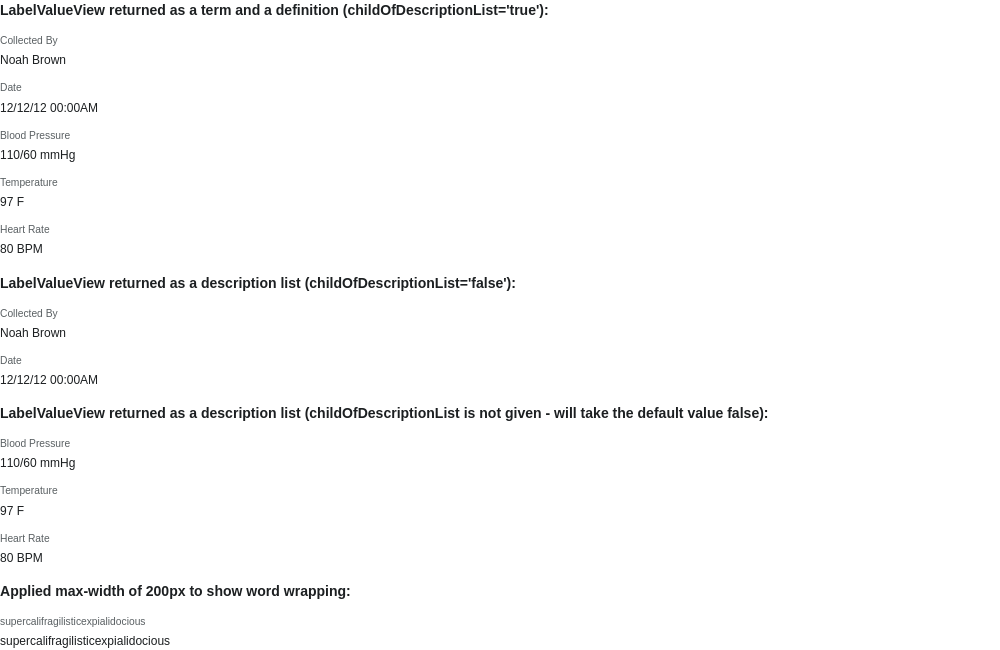 LabelValueView returned as a term and a definition (childOfDescriptionList='true'):
Collected By
Noah Brown
Date
12/12/12 00:00AM
Blood Pressure
110/60 mmHg
Temperature
97 F
Heart Rate
80 BPM
LabelValueView returned as a description list (childOfDescriptionList='false'):
Collected By
Noah Brown
Date
12/12/12 00:00AM
LabelValueView returned as a description list (childOfDescriptionList is not given - will take the default value false):
Blood Pressure
110/60 mmHg
Temperature
97 F
Heart Rate
80 BPM
Applied max-width of 200px to show word wrapping:
supercalifragilisticexpialidocious
supercalifragilisticexpialidocious